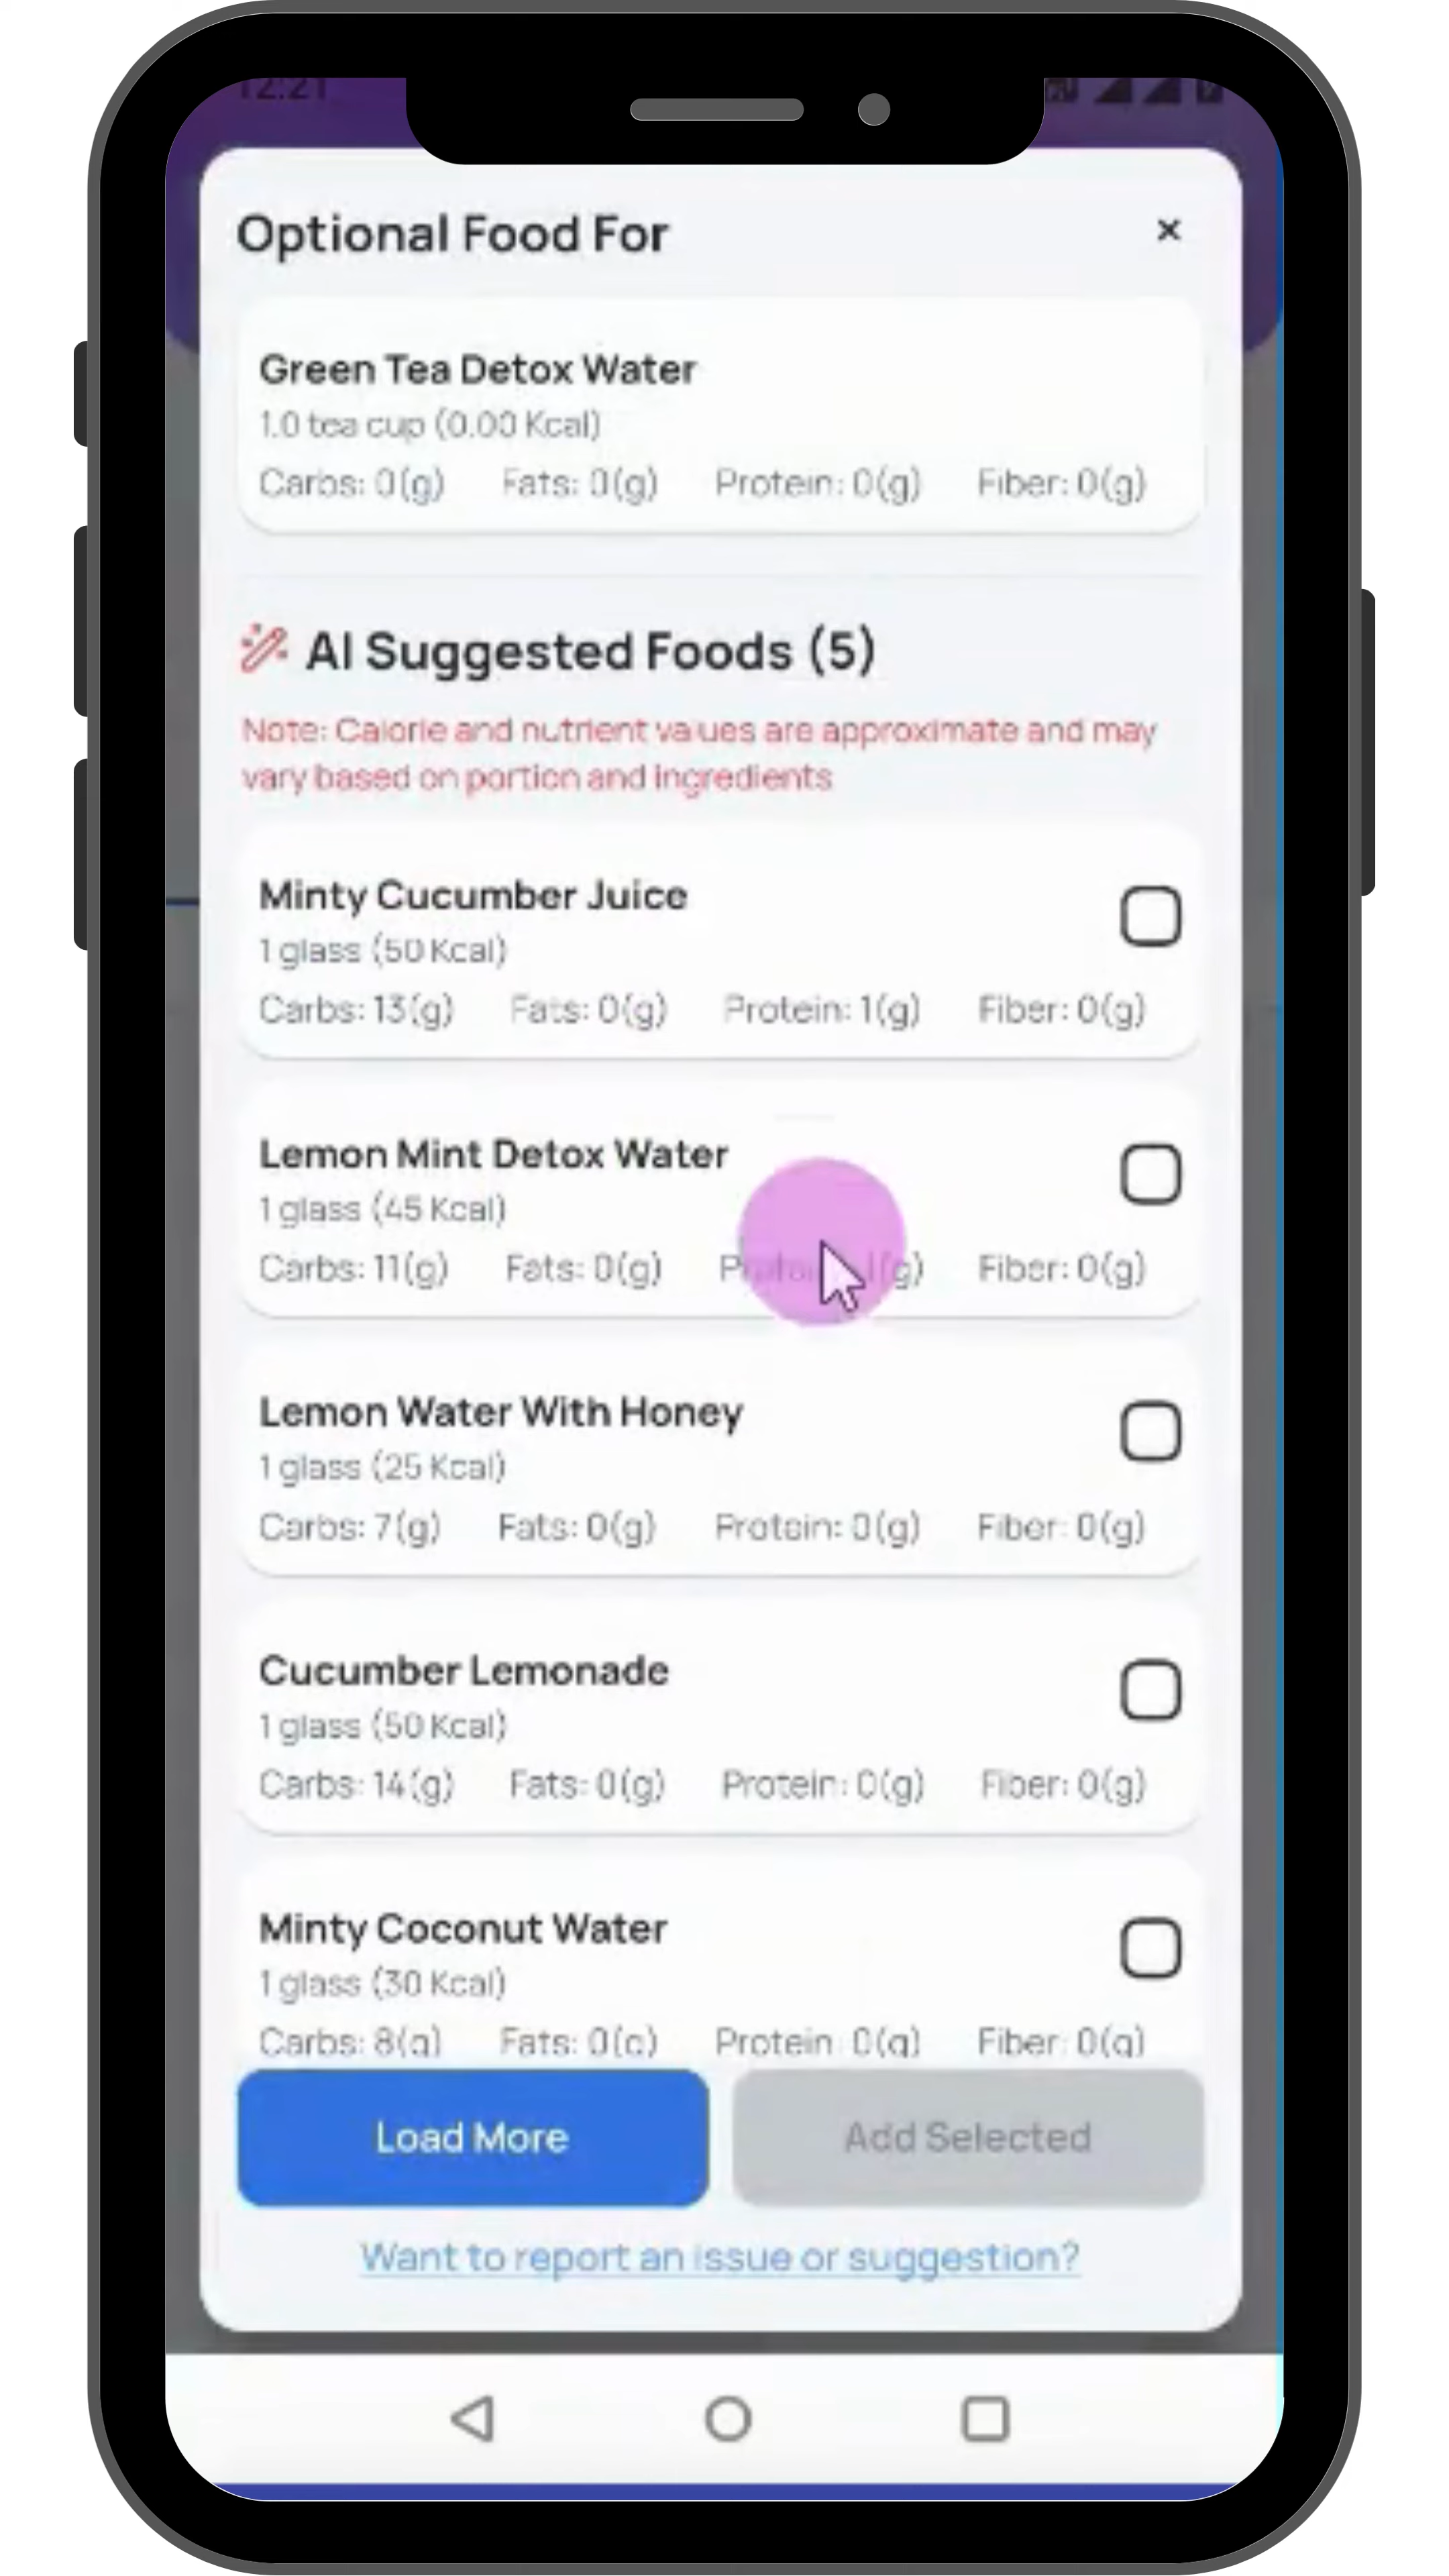 12:21
Optional Food For
Green Tea Detox Water
1.0 tea cup (0.00 Kcal)
Carbs: 0(g) Fats: 0(g) Protein: 0(g) Fiber: 0(g)
AI Suggested Foods (5)
Note: Calorie and nutrient values are approximate and may
vary based on portion and ingredients
Minty Cucumber Juice
1 glass (50 Kcal)
Carbs: 13(g) Fats: 0(g) Protein: 1(g) Fiber: 0(g)
Lemon Mint Detox Water
1 glass (45 Kcal)
Carbs: 11(g) Fats: 0(g) Fiber: 0(g)
Lemon Water With Honey
1 glass (25 Kcal)
Carbs: 7(g) Fats: 0(g) Protein: 0(g) Fiber: 0(g)
Cucumber Lemonade
1 glass (50 Kcal)
Carbs: 14(g) Fats: 0(g) Protein: 0(g) Fiber: 0(g)
Minty Coconut Water
1 glass (30 Kcal)
Carbs: 8(g) Fats: 0(g) Protein: 0(g) Fiber: 0(g)
Load More Add Selected
Want to report an issue or suggestion?